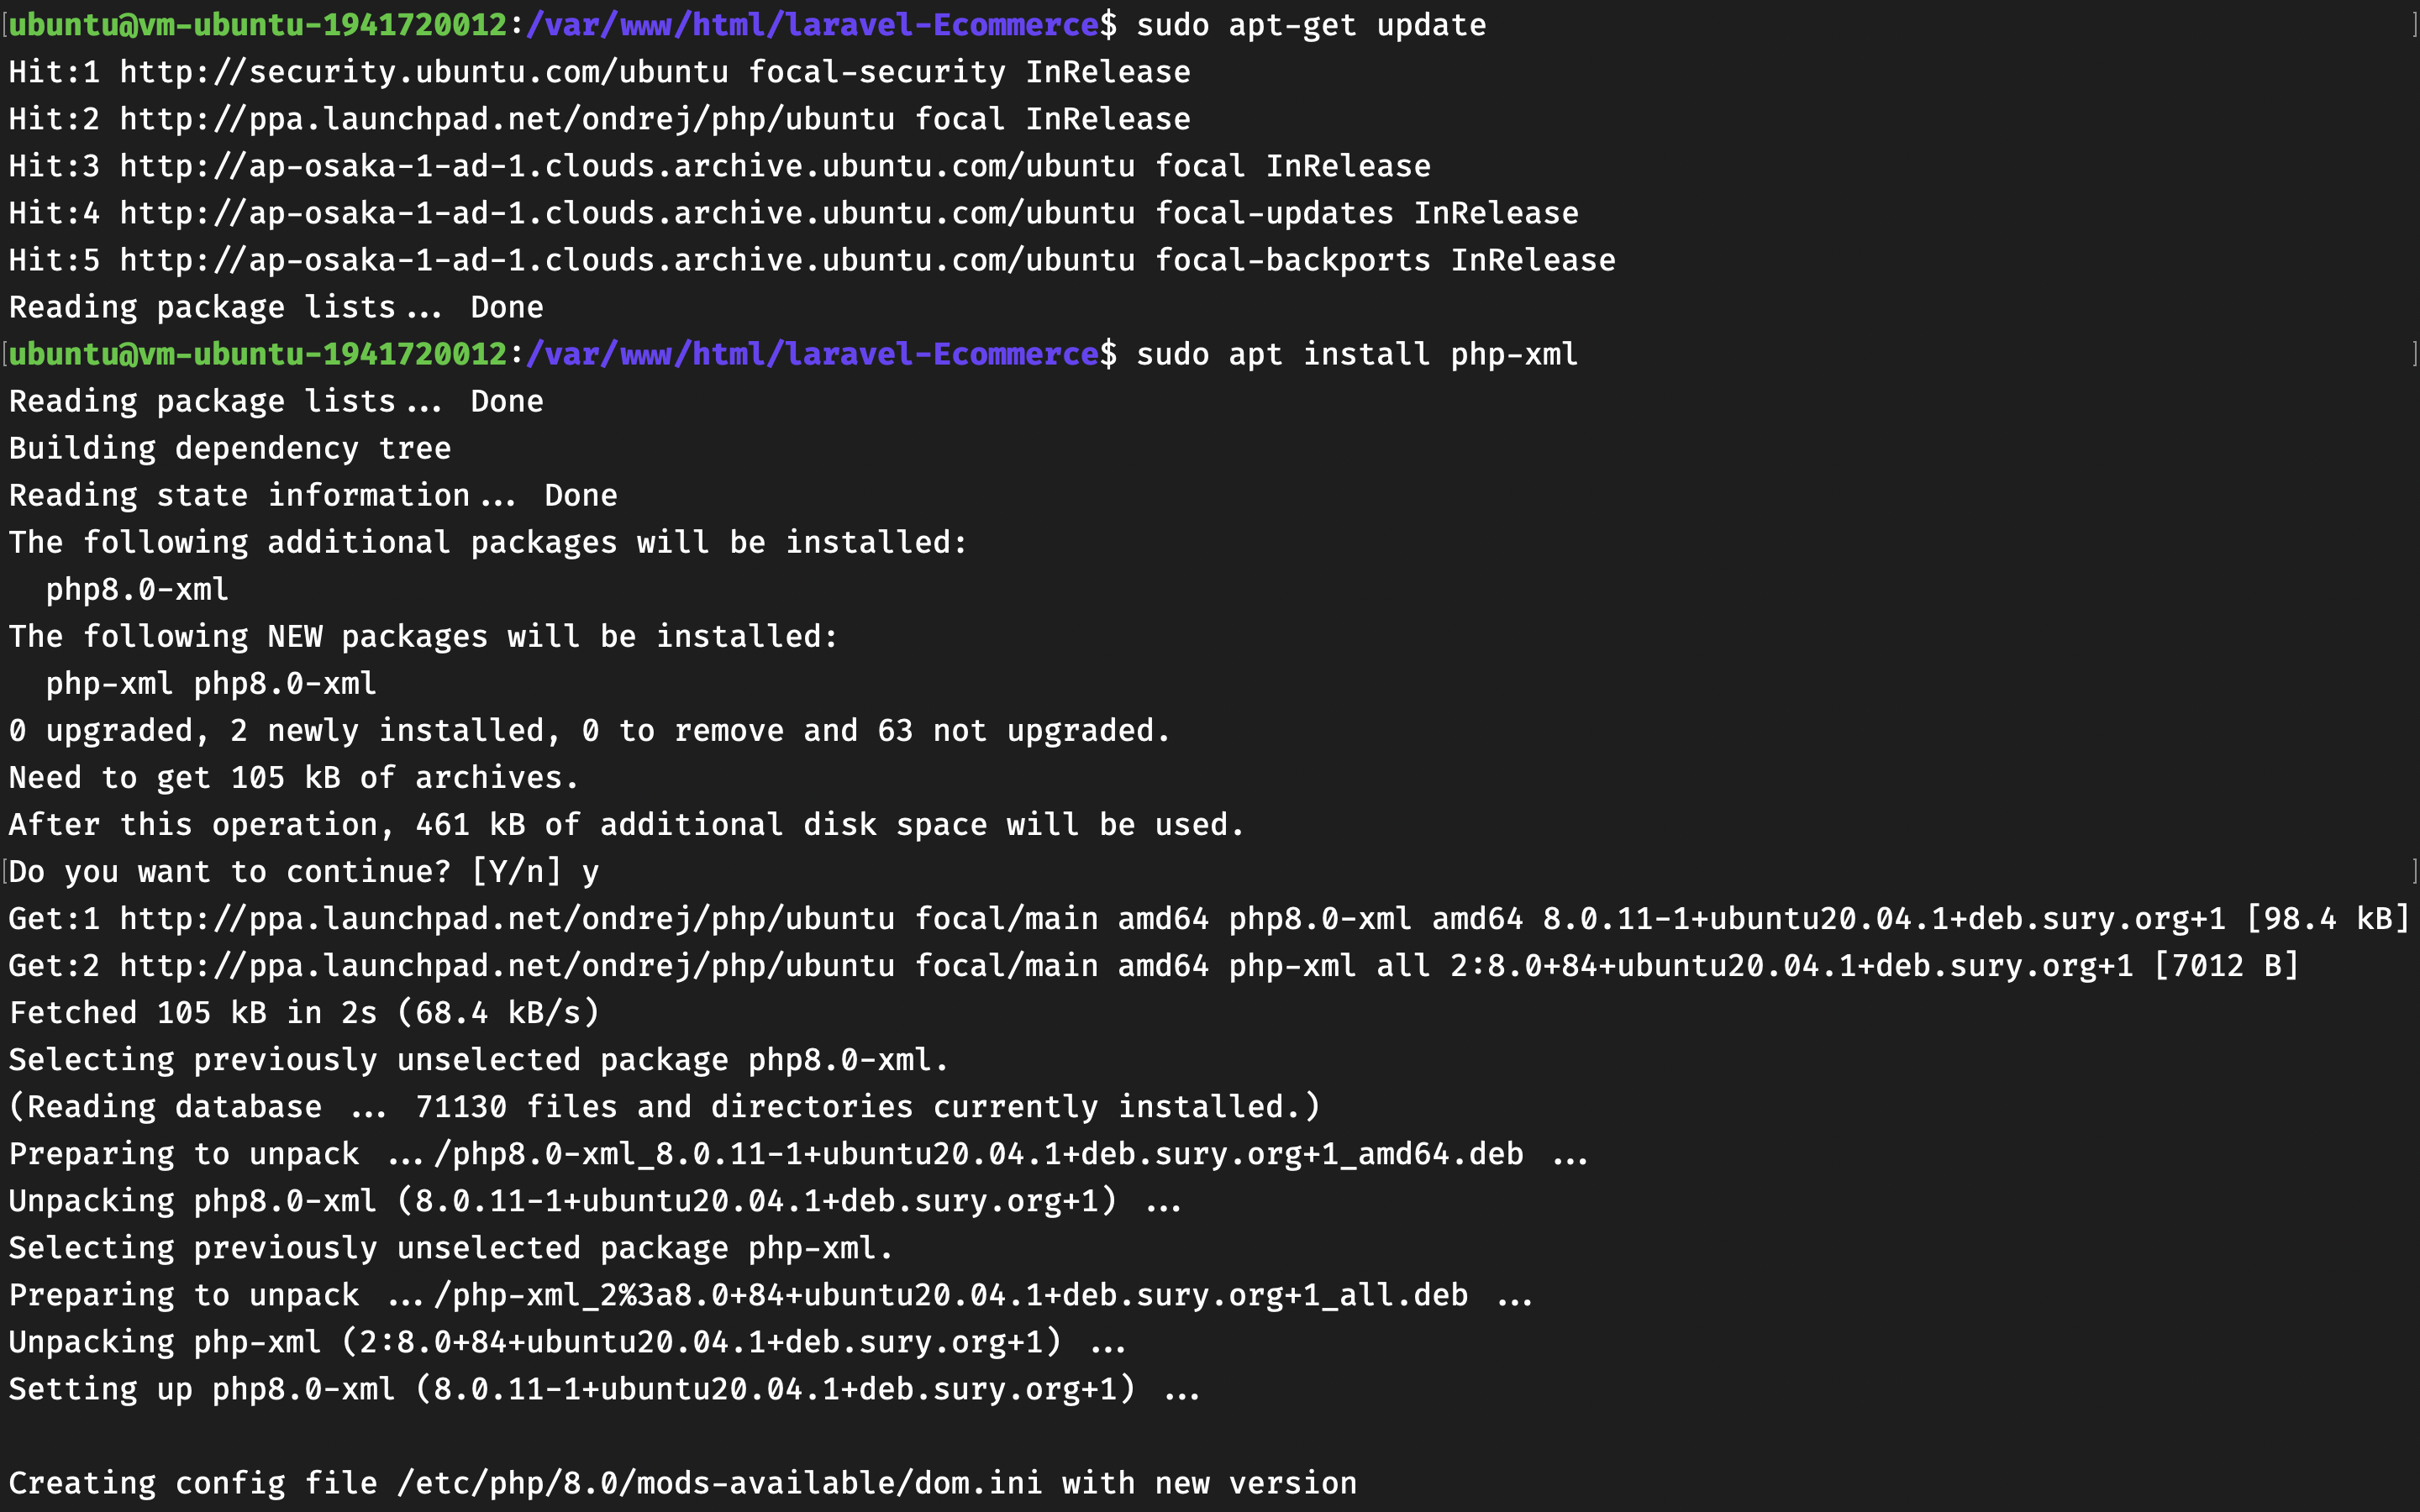 [ubuntu@vm-ubuntu-1941720012:/var/www/html/laravel-Ecommerce$ sudo apt-get update ]
Hit:1 http://security.ubuntu.com/ubuntu focal-security InRelease
Hit:2 http://ppa.launchpad.net/ondrej/php/ubuntu focal InRelease
Hit:3 http://ap-osaka-1-ad-1.clouds.archive.ubuntu.com/ubuntu focal InRelease
Hit:4 http://ap-osaka-1-ad-1.clouds.archive.ubuntu.com/ubuntu focal-updates InRelease
Hit:5 http://ap-osaka-1-ad-1.clouds.archive.ubuntu.com/ubuntu focal-backports InRelease
Reading package lists... Done
[ubuntu@vm-ubuntu-1941720012:/var/www/html/laravel-Ecommerce$ sudo apt install php-xml ]
Reading package lists... Done
Building dependency tree
Reading state information... Done
The following additional packages will be installed:
  php8.0-xml
The following NEW packages will be installed:
  php-xml php8.0-xml
0 upgraded, 2 newly installed, 0 to remove and 63 not upgraded.
Need to get 105 kB of archives.
After this operation, 461 kB of additional disk space will be used.
[Do you want to continue? [Y/n] y ]
Get:1 http://ppa.launchpad.net/ondrej/php/ubuntu focal/main amd64 php8.0-xml amd64 8.0.11-1+ubuntu20.04.1+deb.sury.org+1 [98.4 kB]
Get:2 http://ppa.launchpad.net/ondrej/php/ubuntu focal/main amd64 php-xml all 2:8.0+84+ubuntu20.04.1+deb.sury.org+1 [7012 B]
Fetched 105 kB in 2s (68.4 kB/s)
Selecting previously unselected package php8.0-xml.
(Reading database ... 71130 files and directories currently installed.)
Preparing to unpack .../php8.0-xml_8.0.11-1+ubuntu20.04.1+deb.sury.org+1_amd64.deb ...
Unpacking php8.0-xml (8.0.11-1+ubuntu20.04.1+deb.sury.org+1) ...
Selecting previously unselected package php-xml.
Preparing to unpack .../php-xml_2%3a8.0+84+ubuntu20.04.1+deb.sury.org+1_all.deb ...
Unpacking php-xml (2:8.0+84+ubuntu20.04.1+deb.sury.org+1) ...
Setting up php8.0-xml (8.0.11-1+ubuntu20.04.1+deb.sury.org+1) ...

Creating config file /etc/php/8.0/mods-available/dom.ini with new version